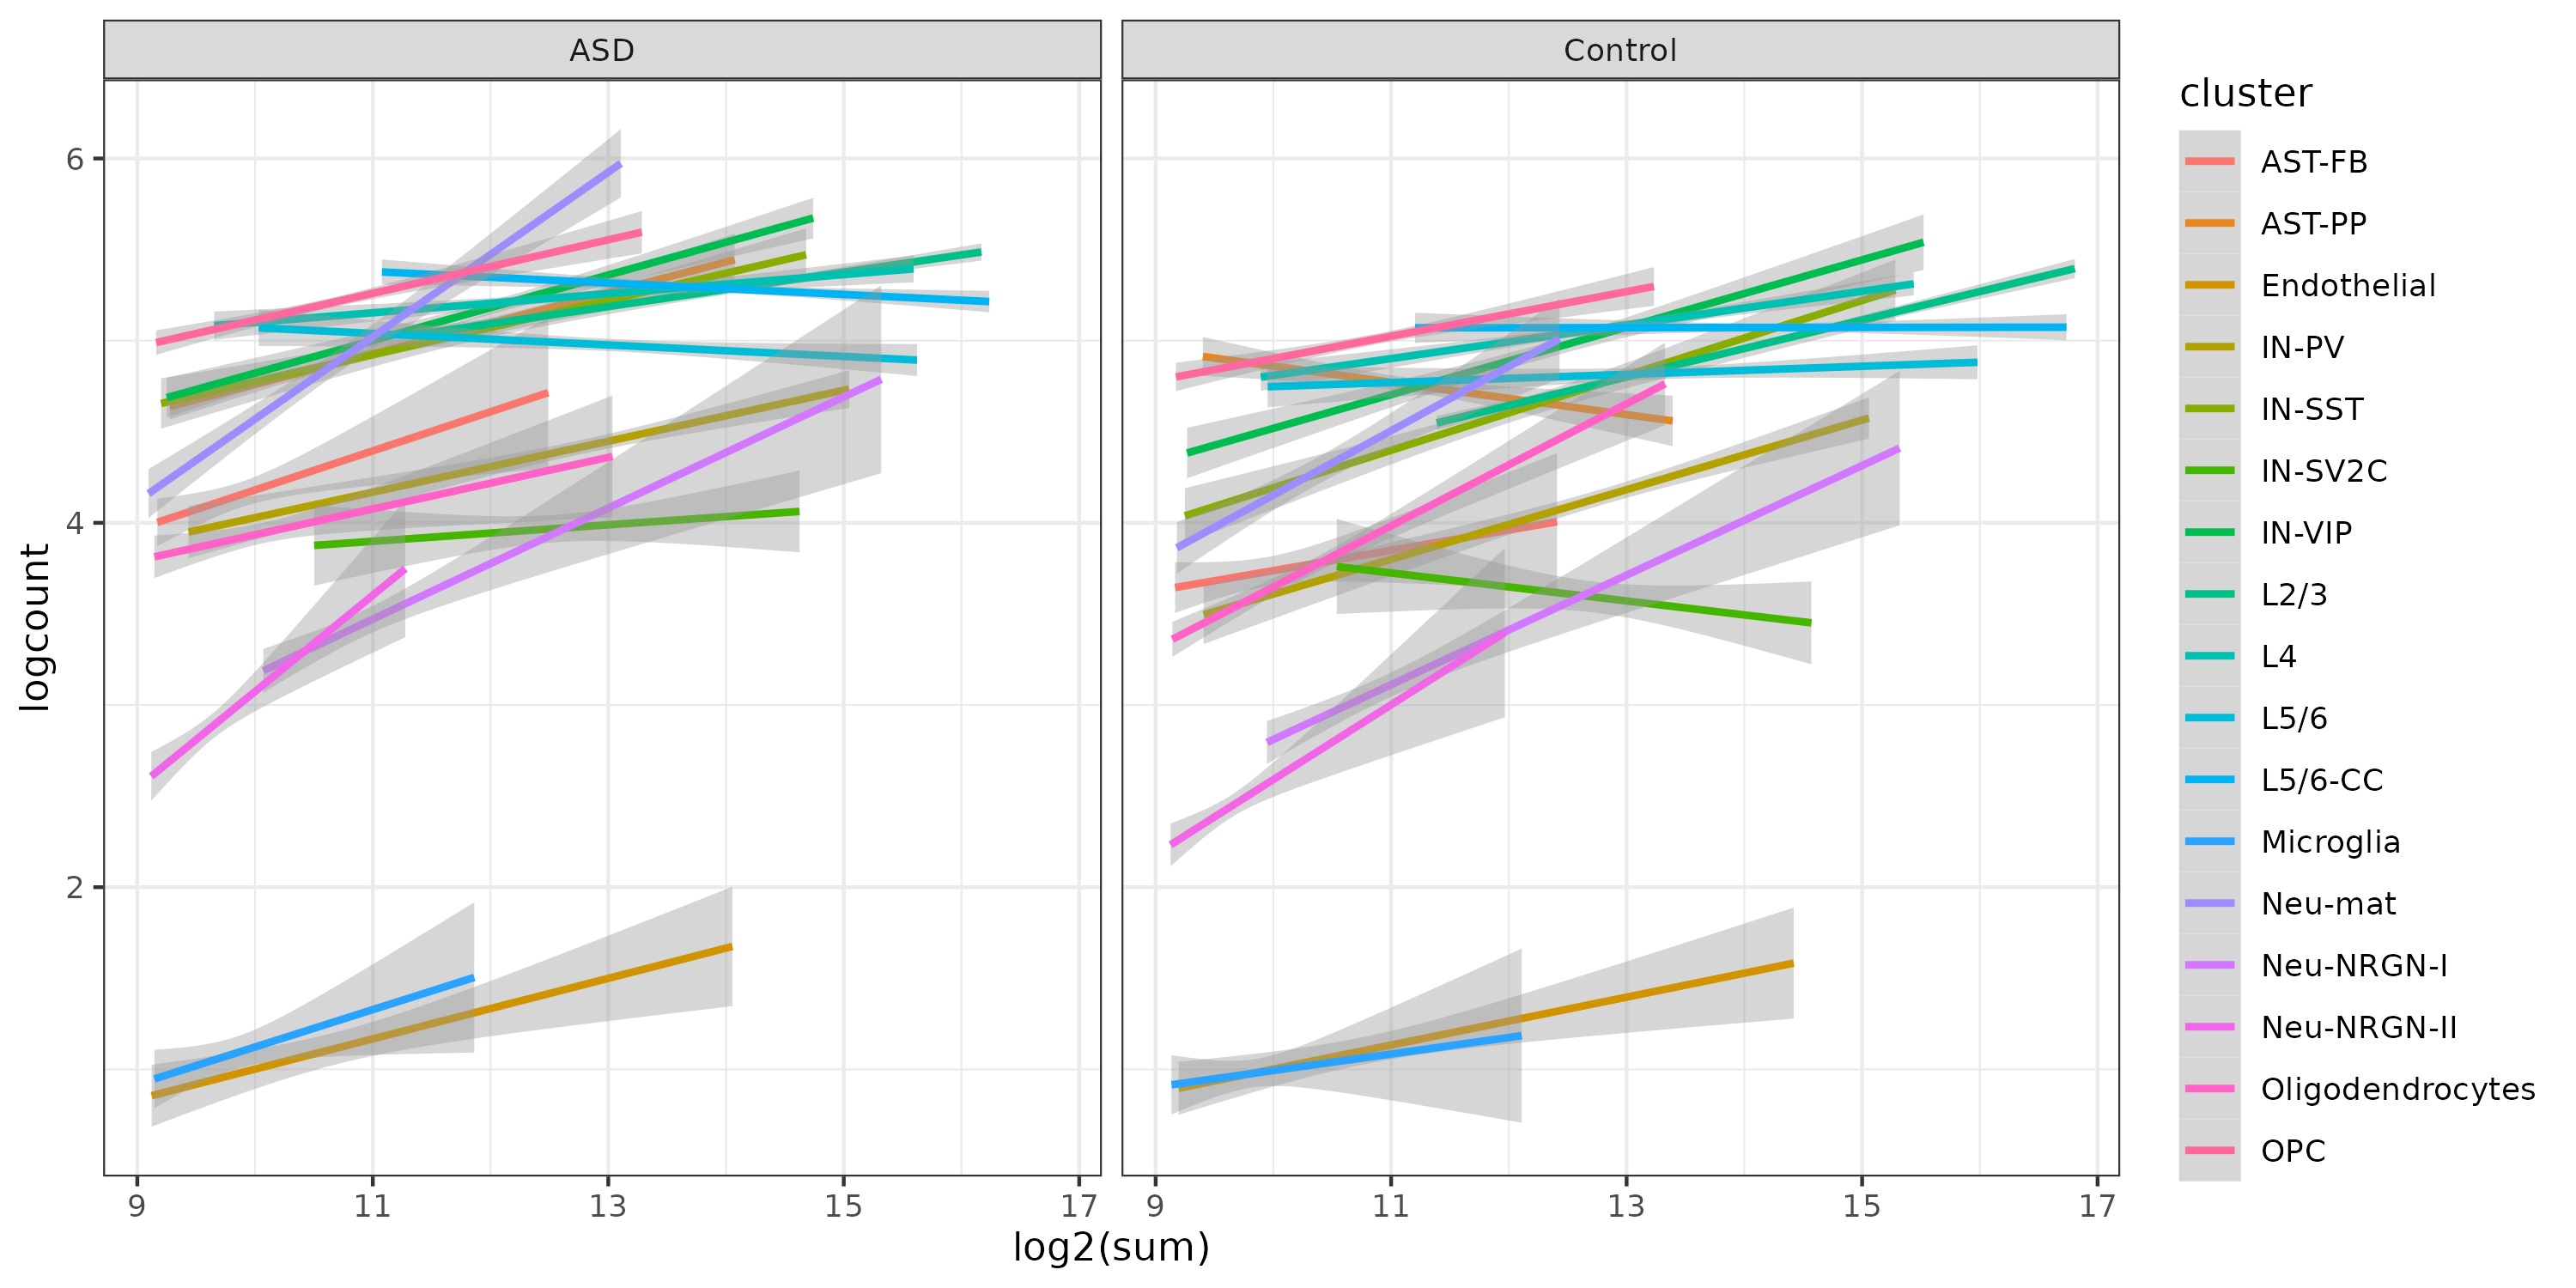 ASD
Control
logcount
6
4
2
9
11
13
15
17
9
11
13
15
17
log2(sum)
cluster
AST-FB
AST-PP
Endothelial
IN-PV
IN-SST
IN-SV2C
IN-VIP
L2/3
L4
L5/6
L5/6-CC
Microglia
Neu-mat
Neu-NRGN-I
Neu-NRGN-II
Oligodendrocytes
OPC